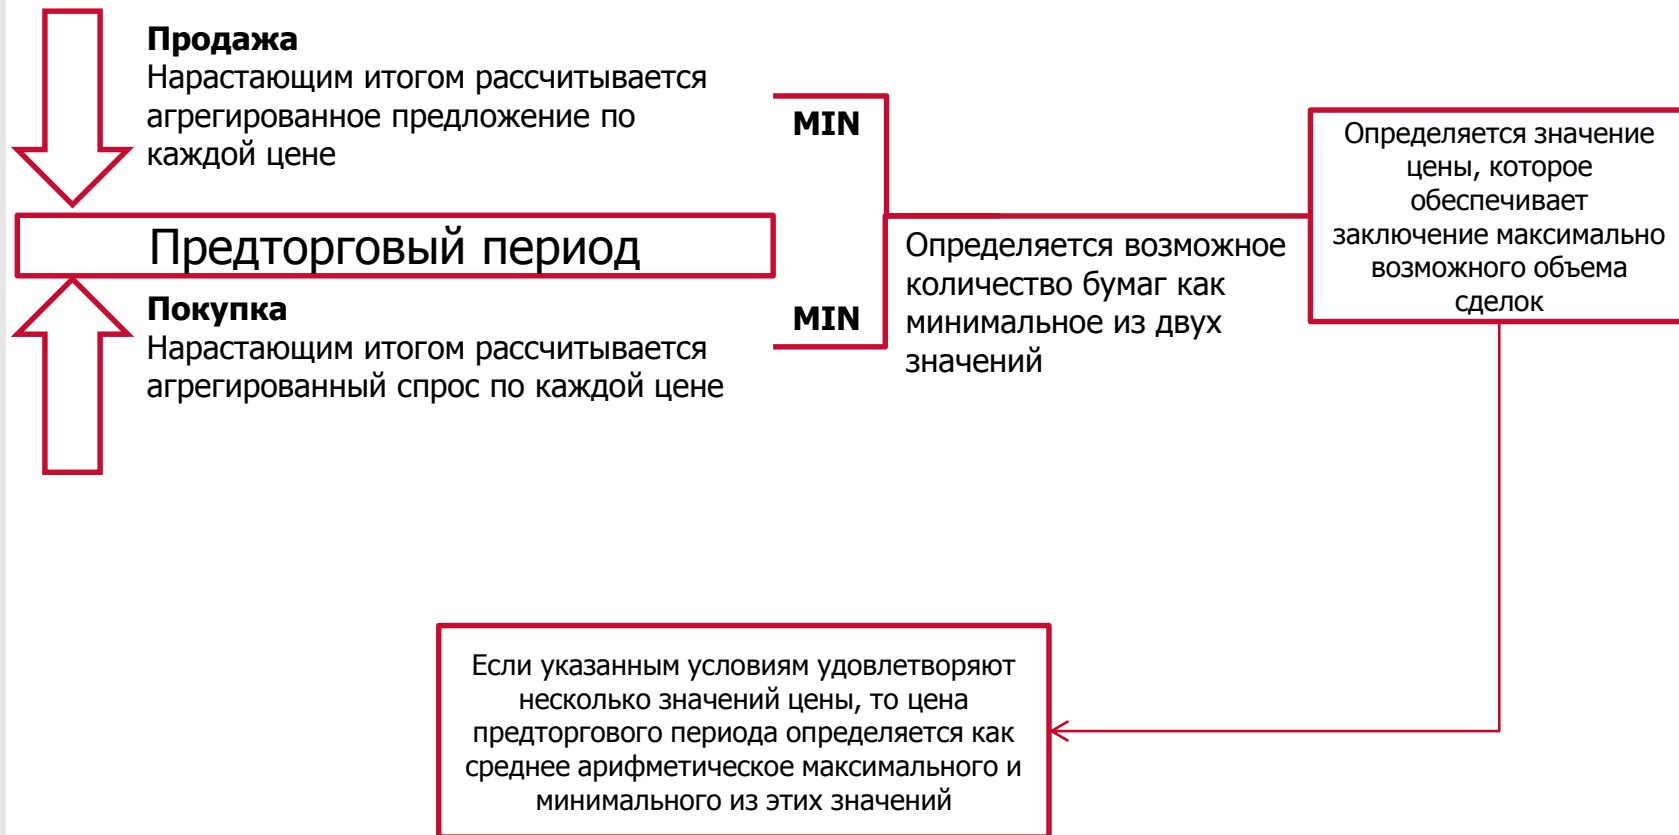 Продажа
Нарастающим итогом рассчитывается
агрегированное предложение по
каждой цене
MIN
Предторговый период
Покупка
Нарастающим итогом рассчитывается
агрегированный спрос по каждой цене
MIN
Определяется возможное
количество бумаг как
минимальное из двух
значений
Определяется значение
цены, которое
обеспечивает
заключение максимально
возможного объема
сделок
Если указанным условиям удовлетворяют
несколько значений цены, то цена
предторгового периода определяется как
среднее арифметическое максимального и
минимального из этих значений